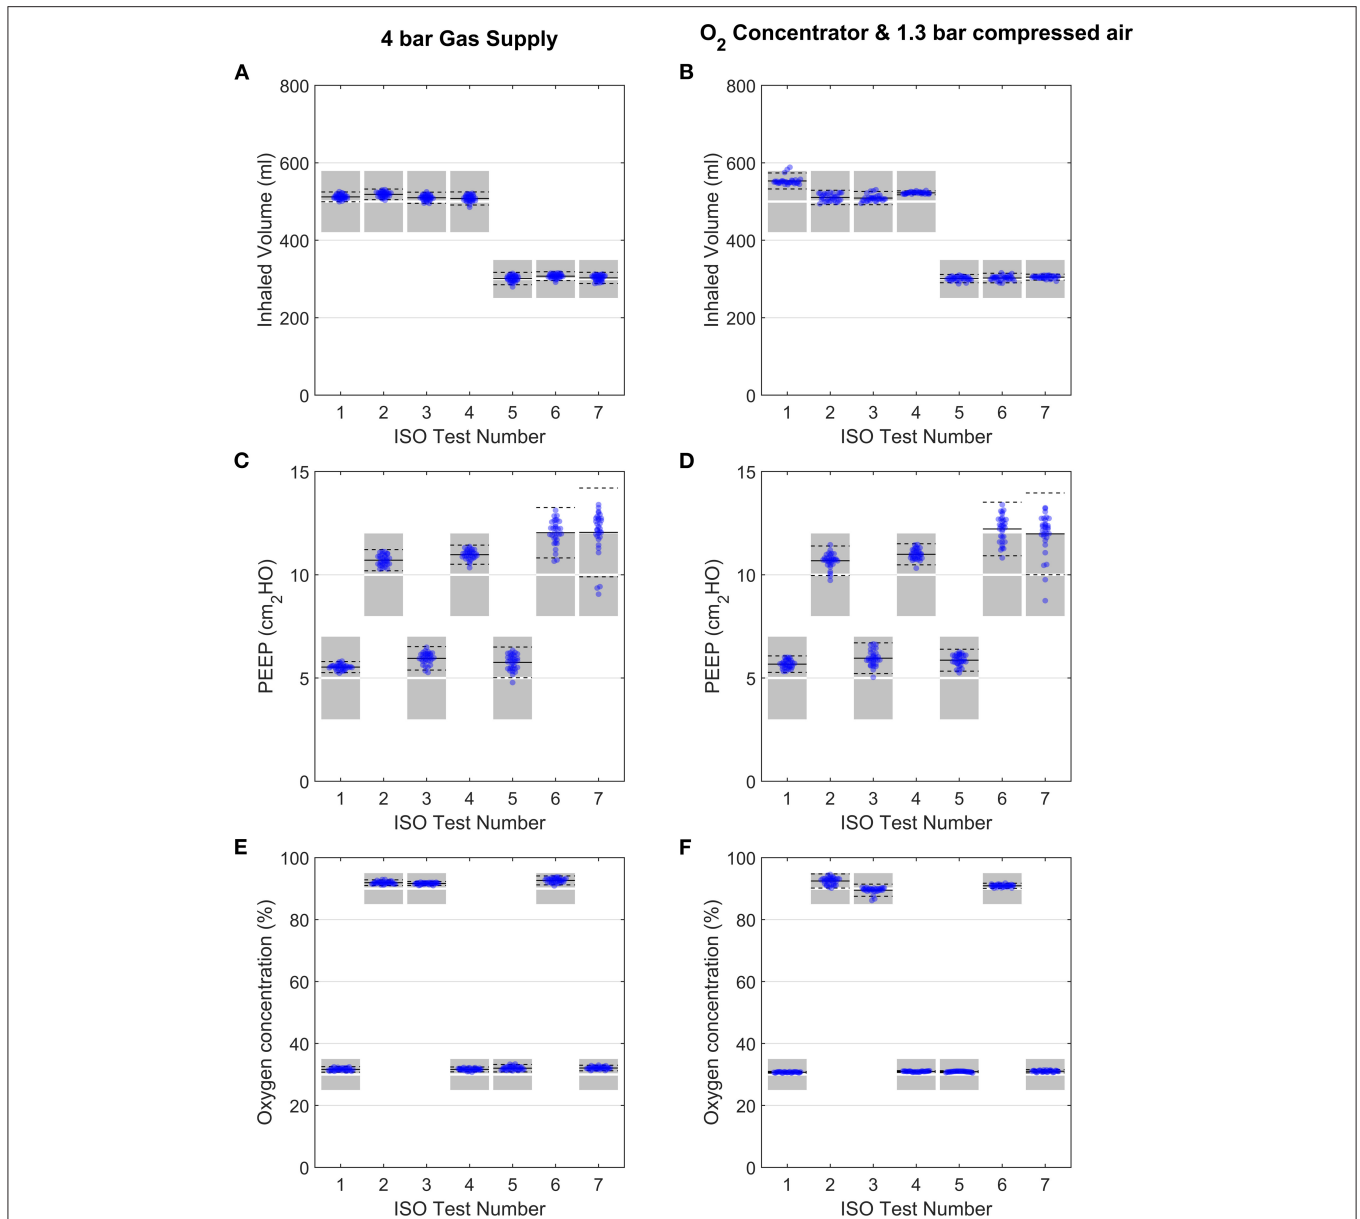 4 bar Gas Supply
O2 Concentrator & 1.3 bar compressed air
A
800
600
400
200
0
Inhaled Volume (ml)
1 2 3 4 5 6 7
ISO Test Number
B
800
600
400
200
0
Inhaled Volume (ml)
1 2 3 4 5 6 7
ISO Test Number
C
15
10
5
0
PEEP (cm2HO)
1 2 3 4 5 6 7
ISO Test Number
D
15
10
5
0
PEEP (cm2HO)
1 2 3 4 5 6 7
ISO Test Number
E
100
80
60
40
20
0
Oxygen concentration (%)
1 2 3 4 5 6 7
ISO Test Number
F
100
80
60
40
20
0
Oxygen concentration (%)
1 2 3 4 5 6 7
ISO Test Number